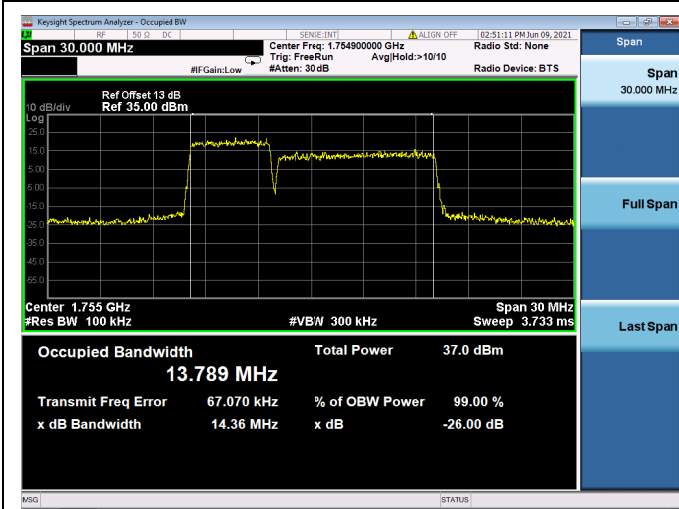 Keysight Spectrum Analyzer - Occupied BW
RF 50 Ω DC SENSE:INT ALIGN OFF 02:51:11 PM Jun 09, 2021
Span 30.000 MHz
Center Freq: 1.754900000 GHz
Radio Std: None
Trig: FreeRun Avg|Hold:>10/10
#IFGain:Low
#Atten: 30 dB
Radio Device: BTS
Span
Span
30.000 MHz
Full Span
Last Span
Ref Offset 13 dB
10 dB/div Ref 35.00 dBm
Log
25.0
15.0
5.00
-5.00
-15.0
-25.0
-35.0
-45.0
-55.0
Center 1.755 GHz Span 30 MHz
#Res BW 100 kHz #VBW 300 kHz Sweep 3.733 ms
Occupied Bandwidth Total Power 37.0 dBm
13.789 MHz
Transmit Freq Error 67.070 kHz % of OBW Power 99.00 %
x dB Bandwidth 14.36 MHz x dB -26.00 dB
MSG STATUS